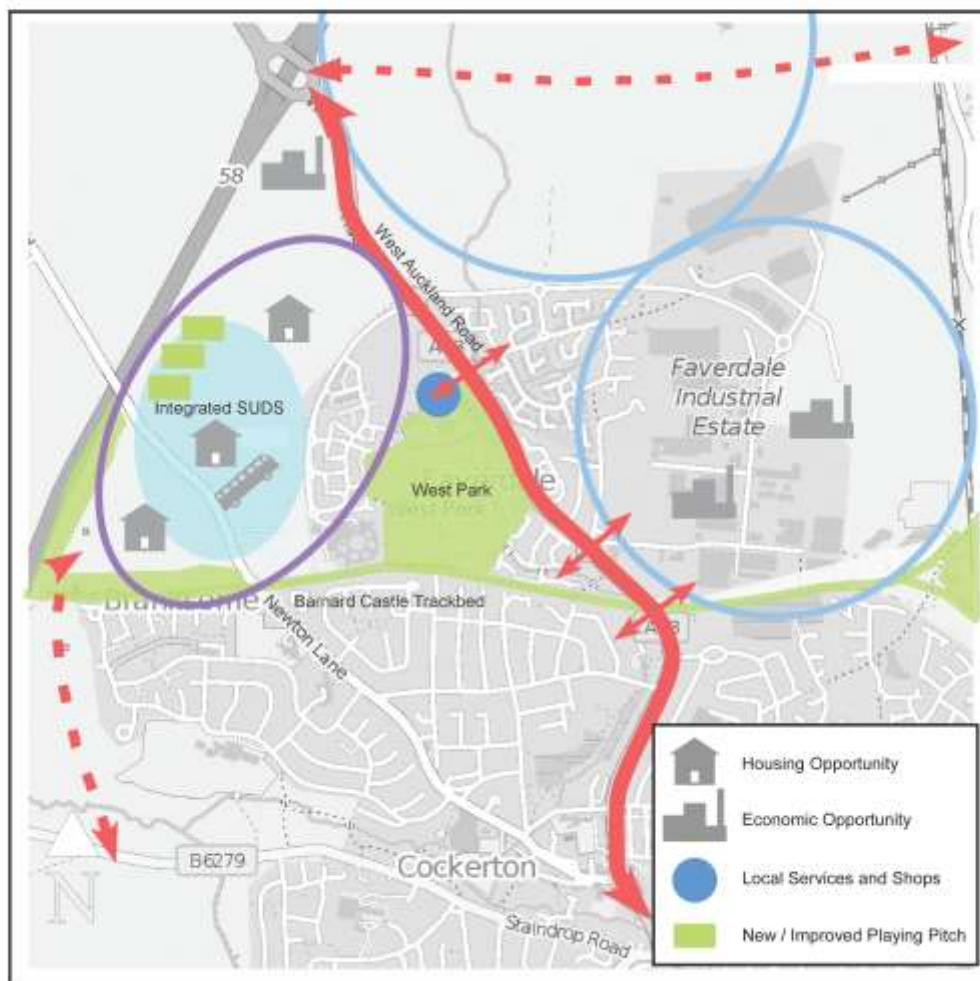 58
West Auckland Road
Faverdale
Industrial
Estate
Integrated SUDS
West Park
Barnard Castle Trackbed
Newton Lane
B6279
Cockerton
Staindrop Road
N
Housing Opportunity
Economic Opportunity
Local Services and Shops
New / Improved Playing Pitch